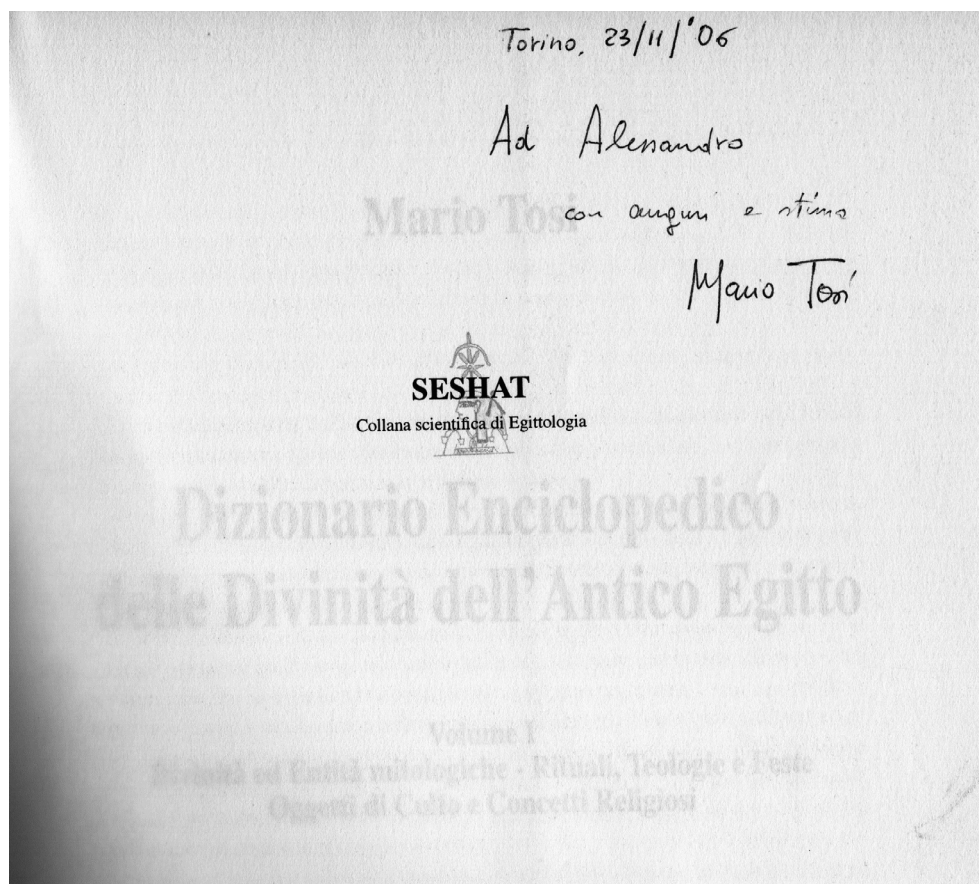 Torino, 23/11/'06
Ad Alessandro
con auguri e stima
Mario Tosi
Mario Tosi
SESHAT
Collana scientifica di Egittologia
Dizionario Enciclopedico
delle Divinità dell'Antico Egitto
Volume I
Divinità ed Entità mitologiche - Rituali, Teologie e Feste
Oggetti di Culto e Concetti Religiosi